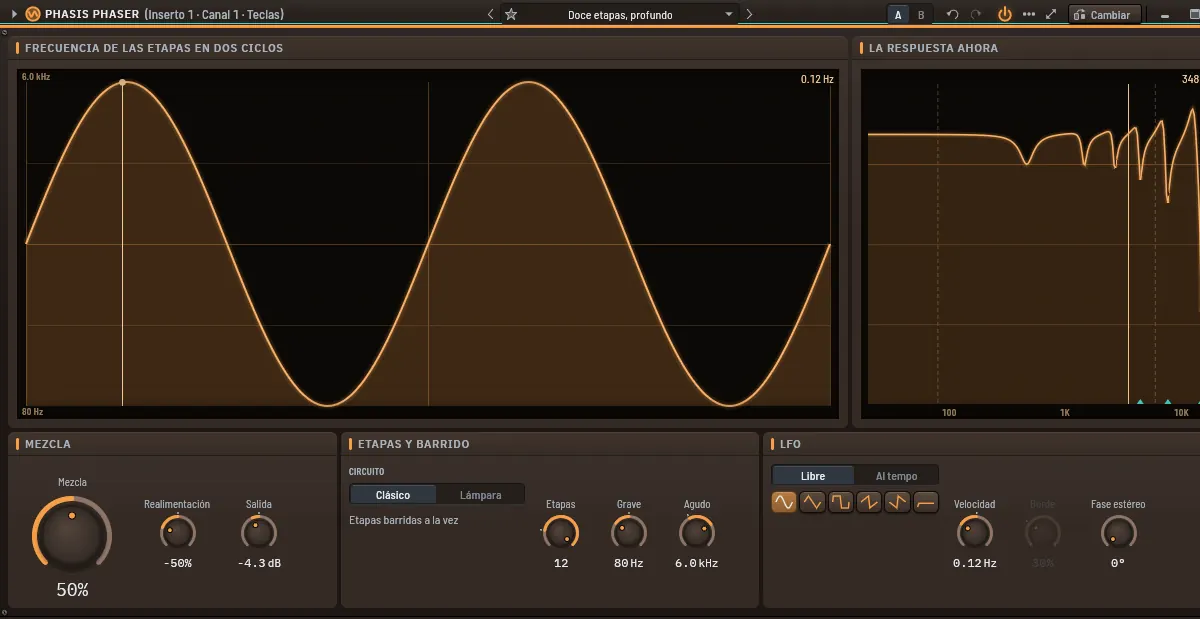 PHASIS PHASER (Inserto 1 · Canal 1 · Teclas)
Doce etapas, profundo
A B
Cambiar
FRECUENCIA DE LAS ETAPAS EN DOS CICLOS
6.0 kHz
0.12 Hz
80 Hz
LA RESPUESTA AHORA
348
100 1K 10K
MEZCLA
Mezcla
50%
Realimentación
-50%
Salida
-4.3 dB
ETAPAS Y BARRIDO
CIRCUITO
Clásico Lámpara
Etapas barridas a la vez
Etapas
12
Grave
80 Hz
Agudo
6.0 kHz
LFO
Libre Al tempo
Velocidad
0.12 Hz
30%
Fase estéreo
0°